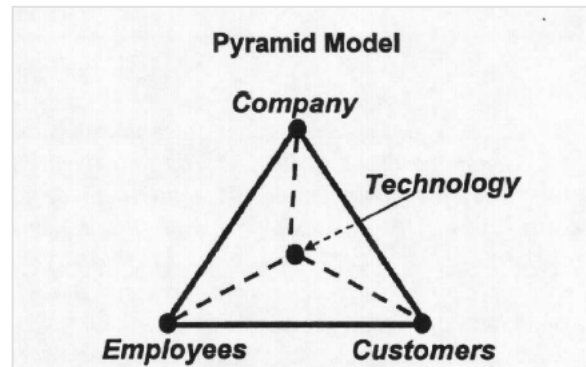 Pyramid Model
Company
Technology
Employees
Customers